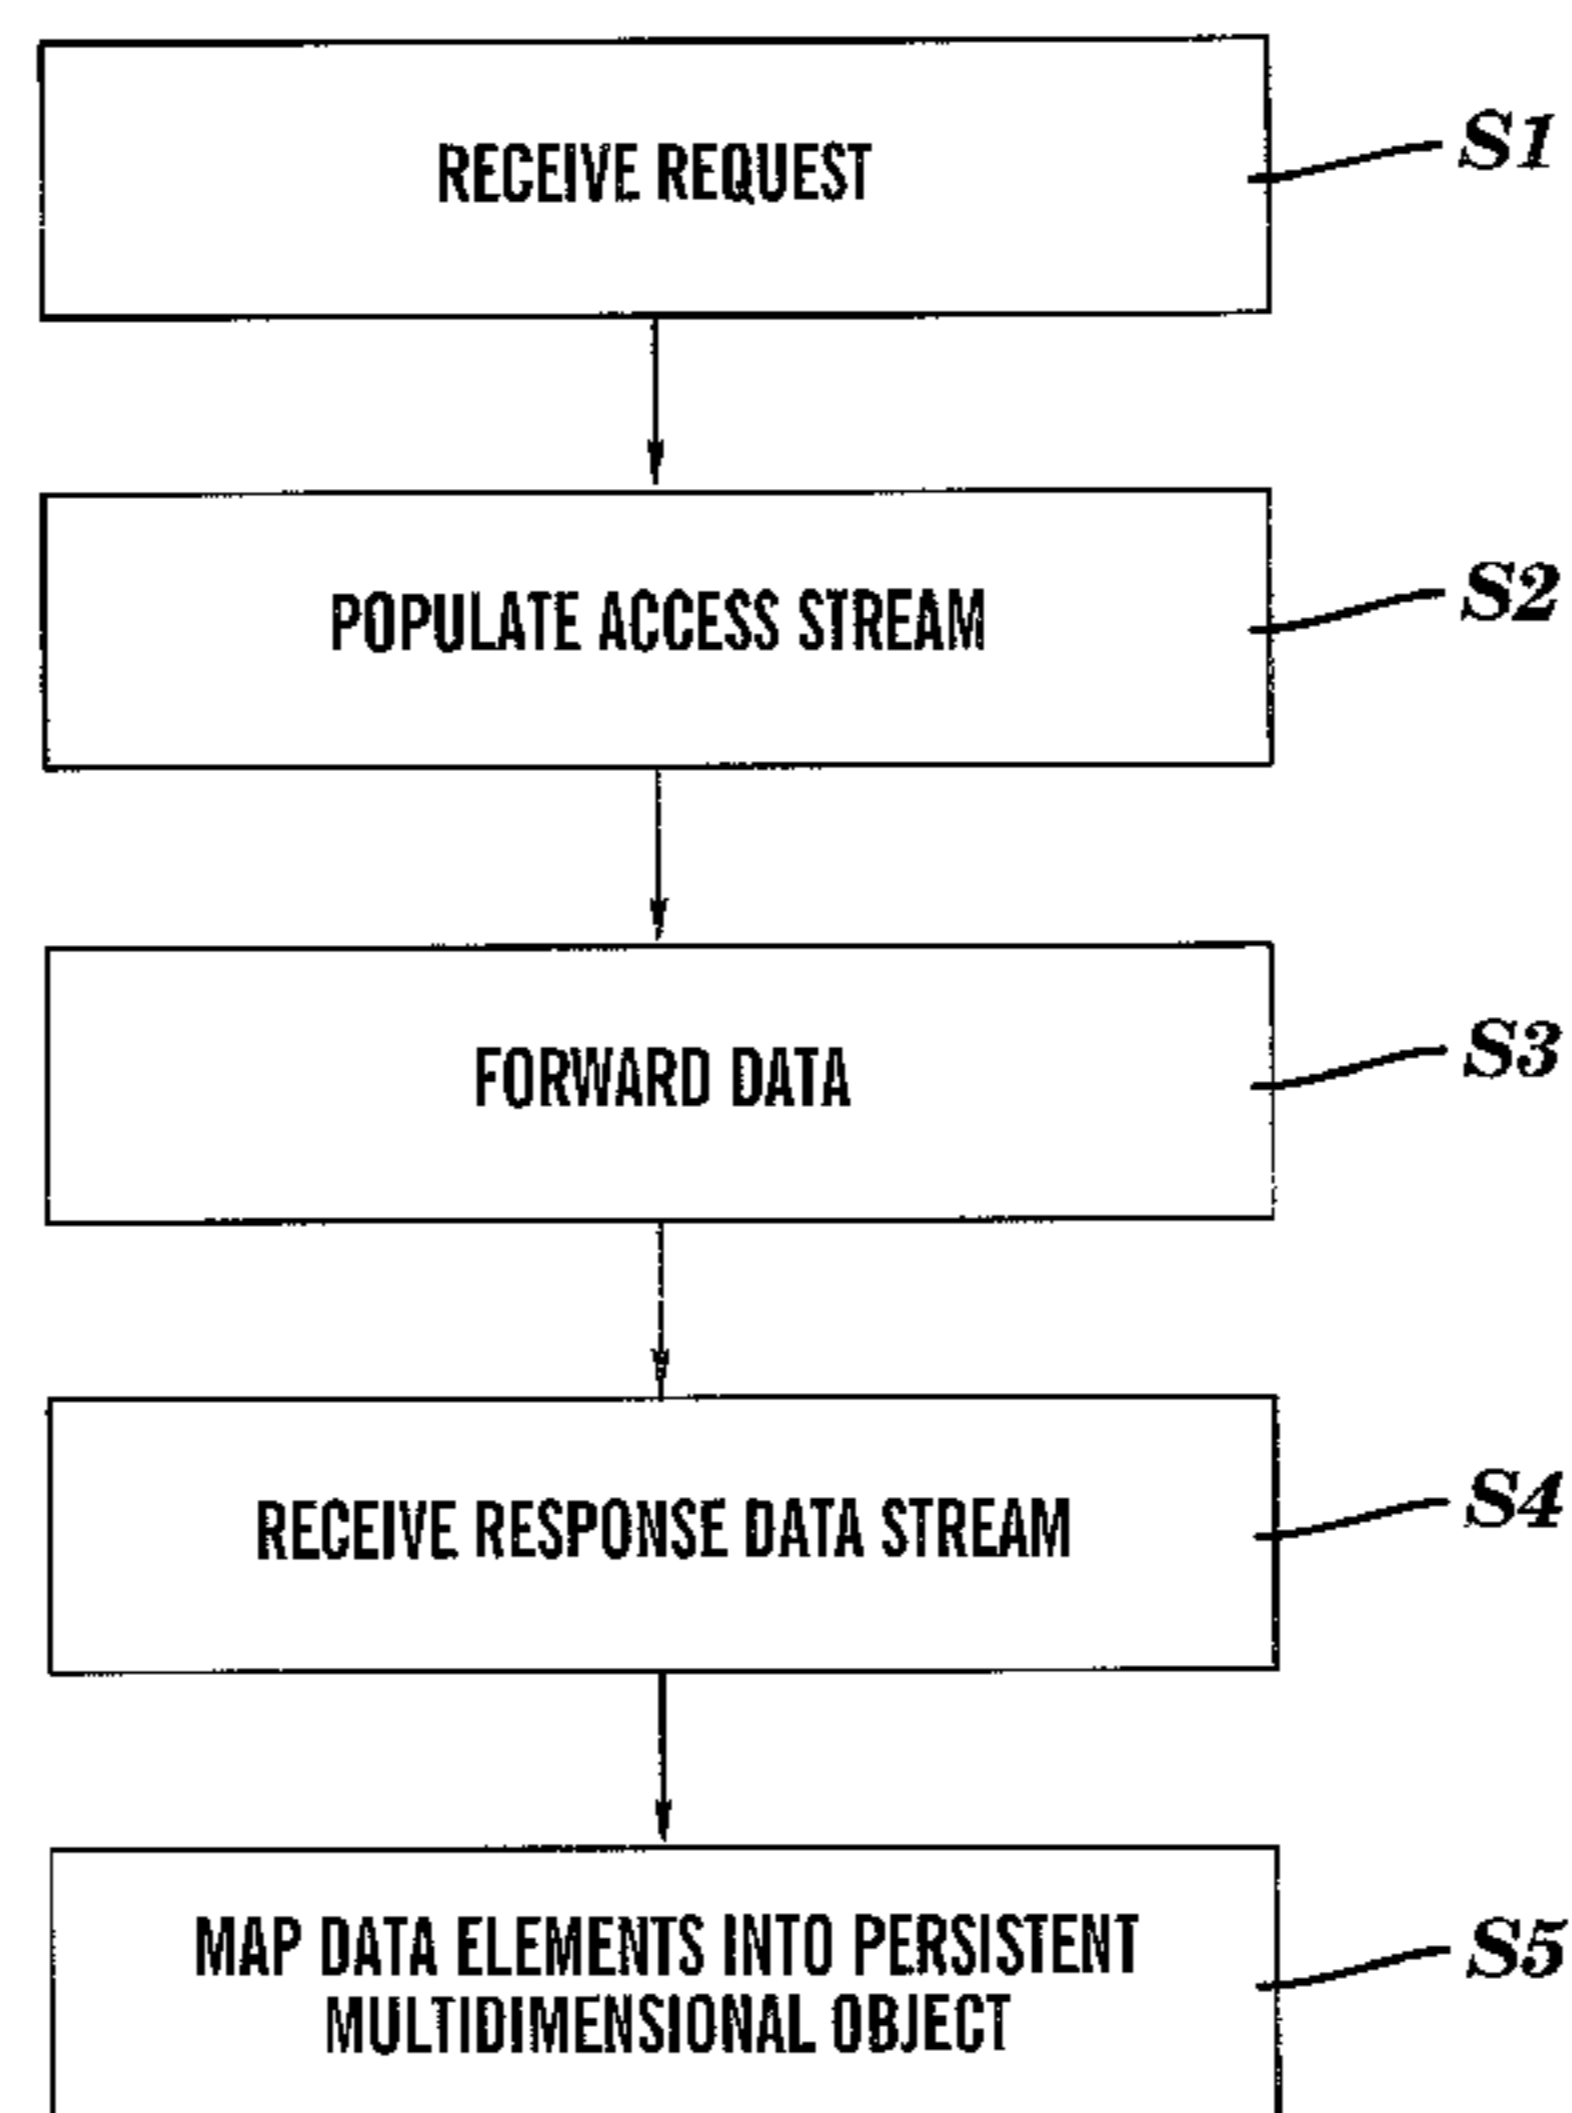 RECEIVE REQUEST
S1
POPULATE ACCESS STREAM
S2
FORWARD DATA
S3
RECEIVE RESPONSE DATA STREAM
S4
MAP DATA ELEMENTS INTO PERSISTENT
MULTIDIMENSIONAL OBJECT
S5